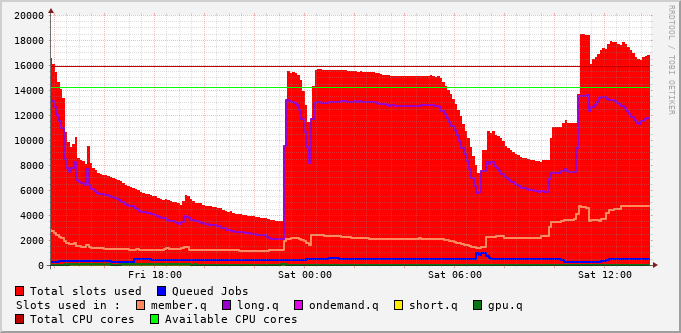 20000
18000
16000
14000
12000
10000
8000
6000
4000
2000
0
Fri 18:00 Sat 00:00 Sat 06:00 Sat 12:00
RRDTOOL / TOBI OETIKER
Total slots used Queued Jobs
Slots used in : member.q long.q ondemand.q short.q gpu.q
Total CPU cores Available CPU cores